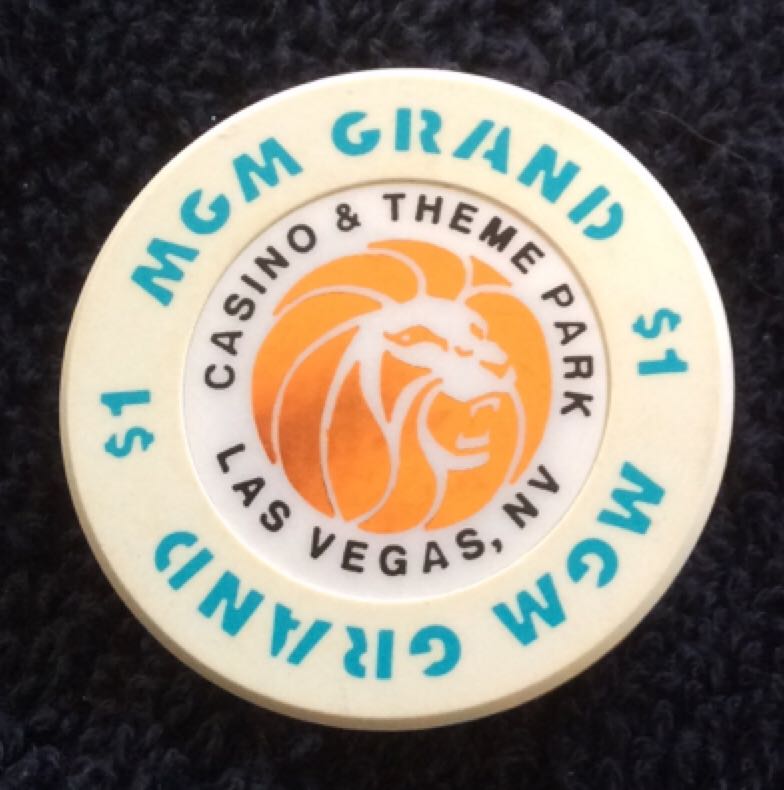 MGM GRAND
$1
MGM GRAND
$1
CASINO & THEME PARK
LAS VEGAS, NV